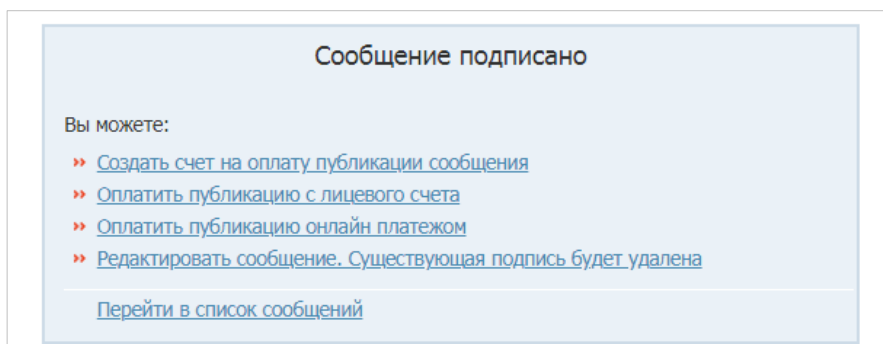 Сообщение подписано
Вы можете:
» Создать счет на оплату публикации сообщения
» Оплатить публикацию с лицевого счета
» Оплатить публикацию онлайн платежом
» Редактировать сообщение. Существующая подпись будет удалена
Перейти в список сообщений